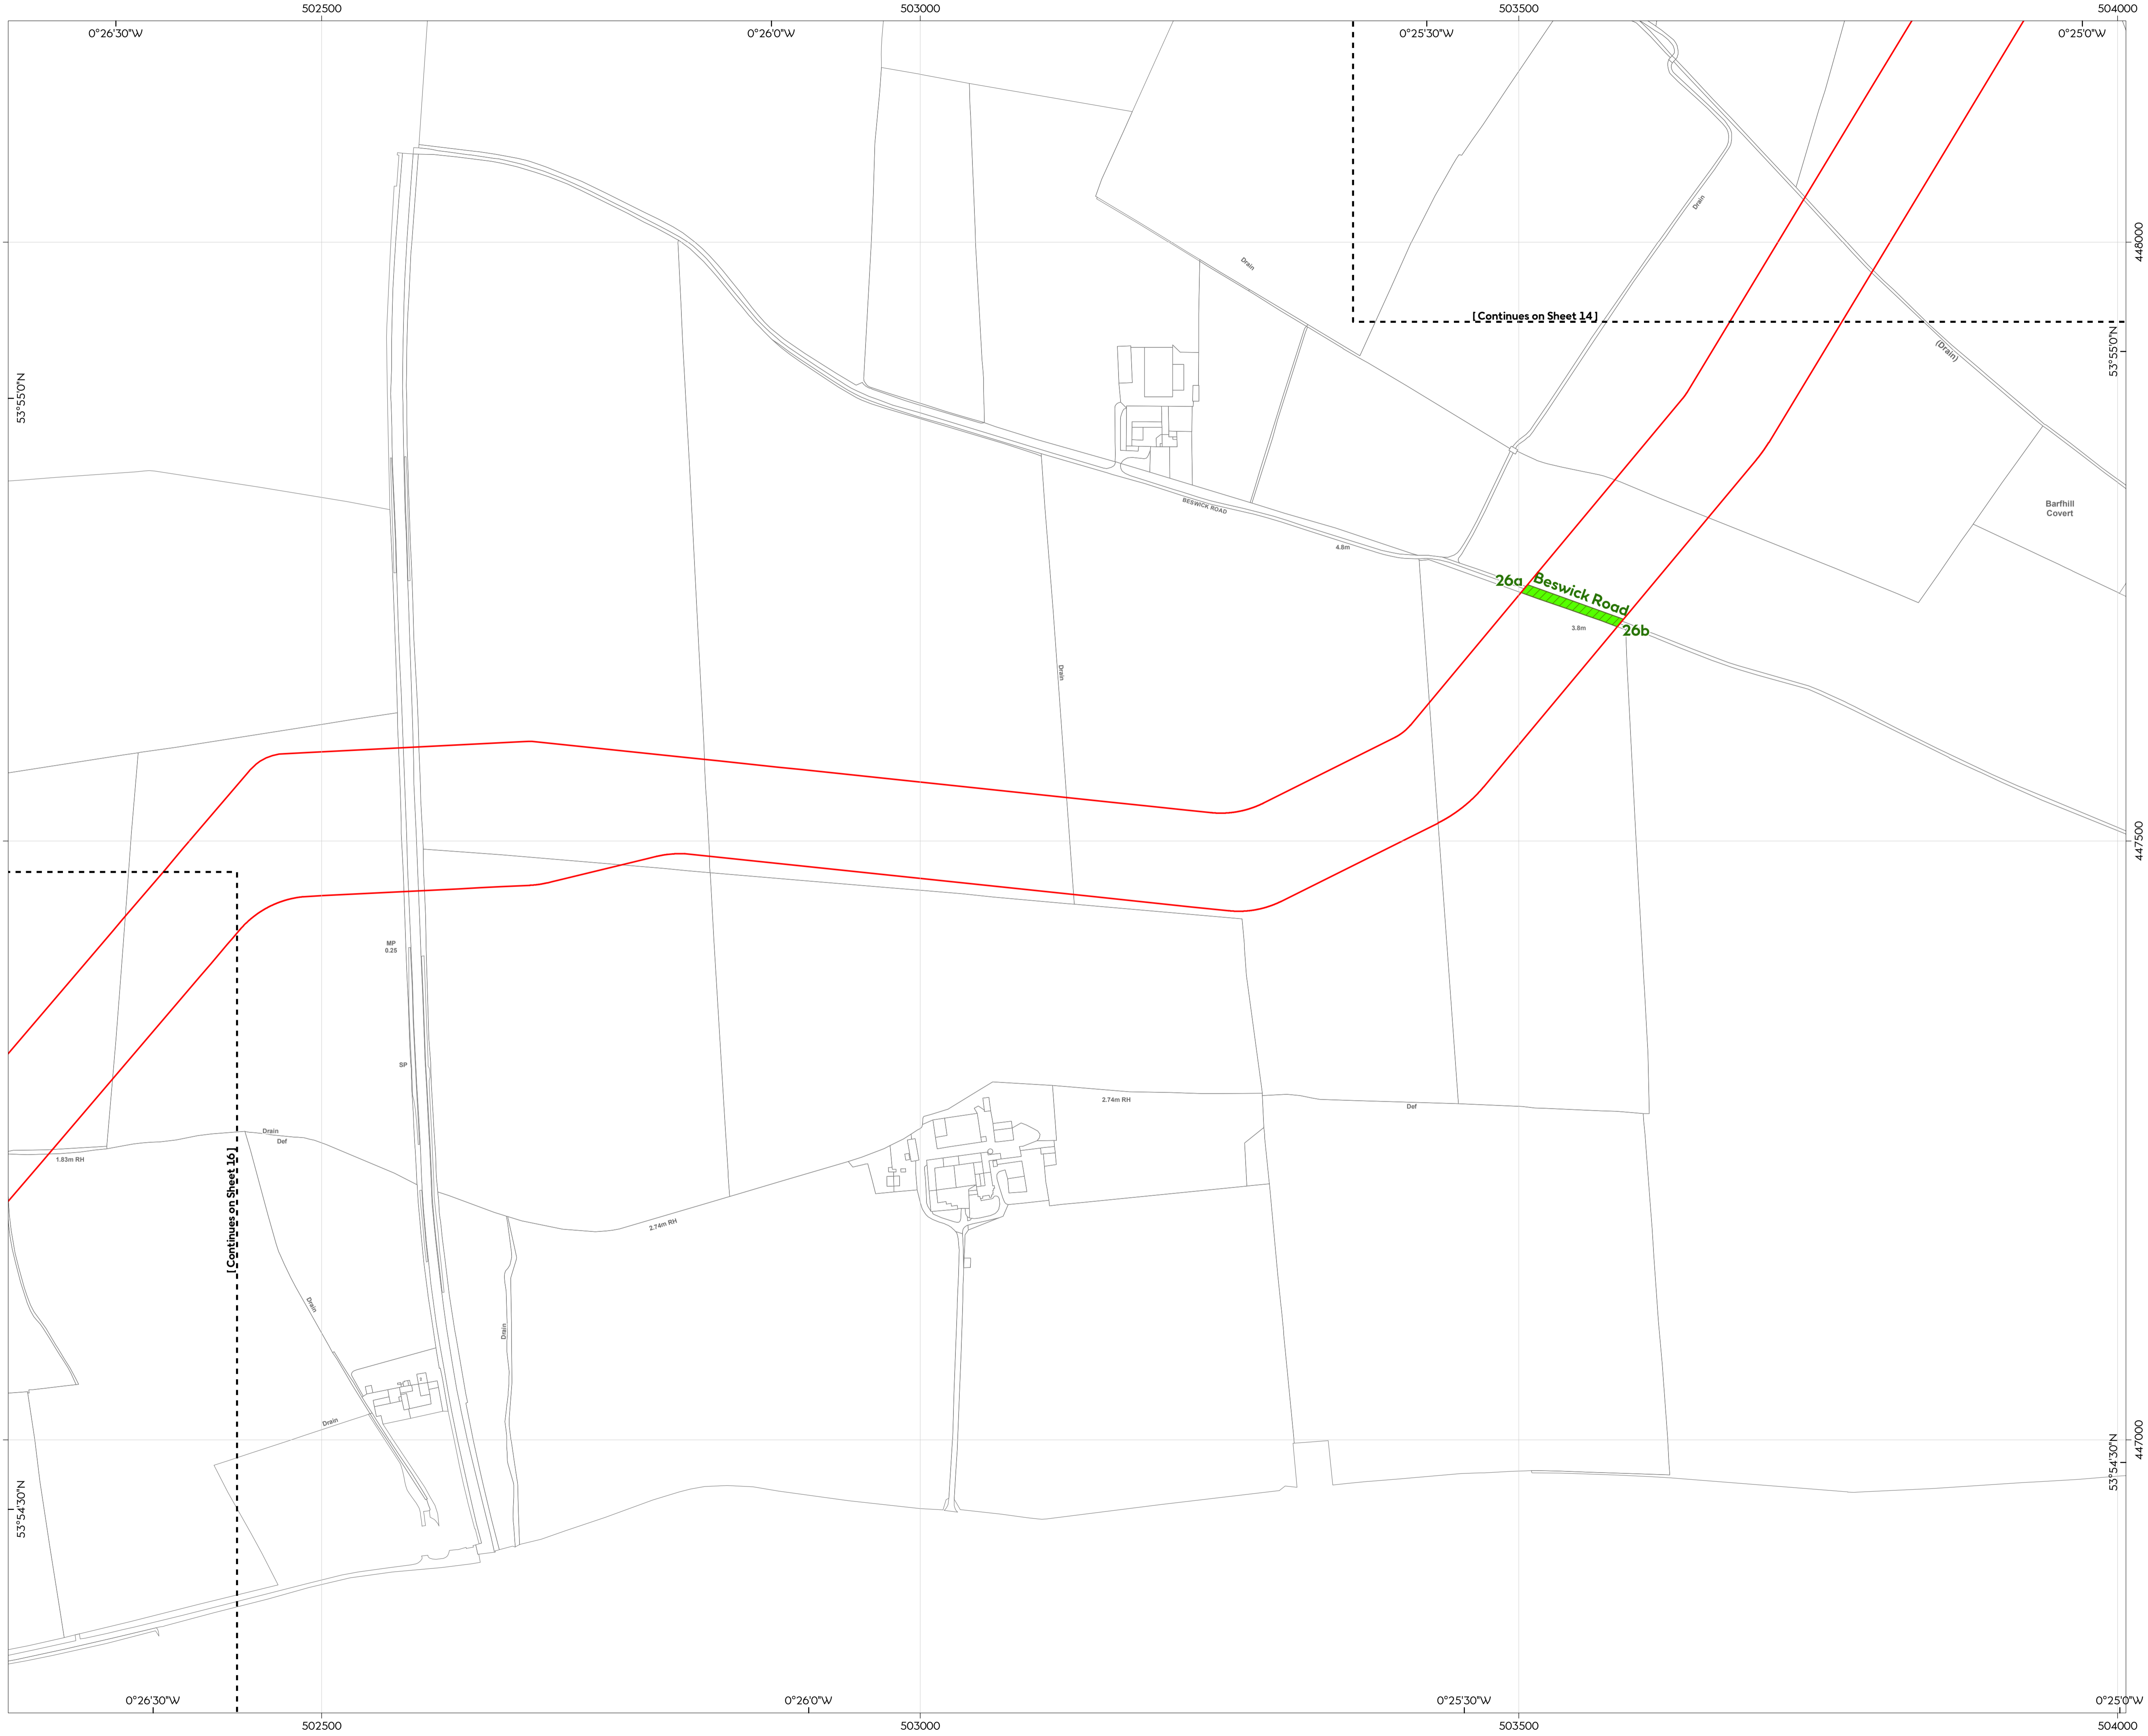 502500
503000
503500
504000
0°26'30"W
0°26'0"W
0°25'30"W
0°25'0"W
Drain
448000
Drain
[ Continues on Sheet 14 ]
(Drain)
53°55'0"N
53°55'0"N
BESWICK ROAD
Barfhill
Covert
4.8m
26a
Beswick Road
3.8m
26b
Drain
447500
MP
0.25
SP
2.74m RH
Def
Drain
Def
1.83m RH
[ Continues on Sheet 16 ]
2.74m RH
Drain
Drain
Drain
447000
53°54'30"N
53°54'30"N
0°26'30"W
0°26'0"W
0°25'30"W
0°25'0"W
502500
503000
503500
504000